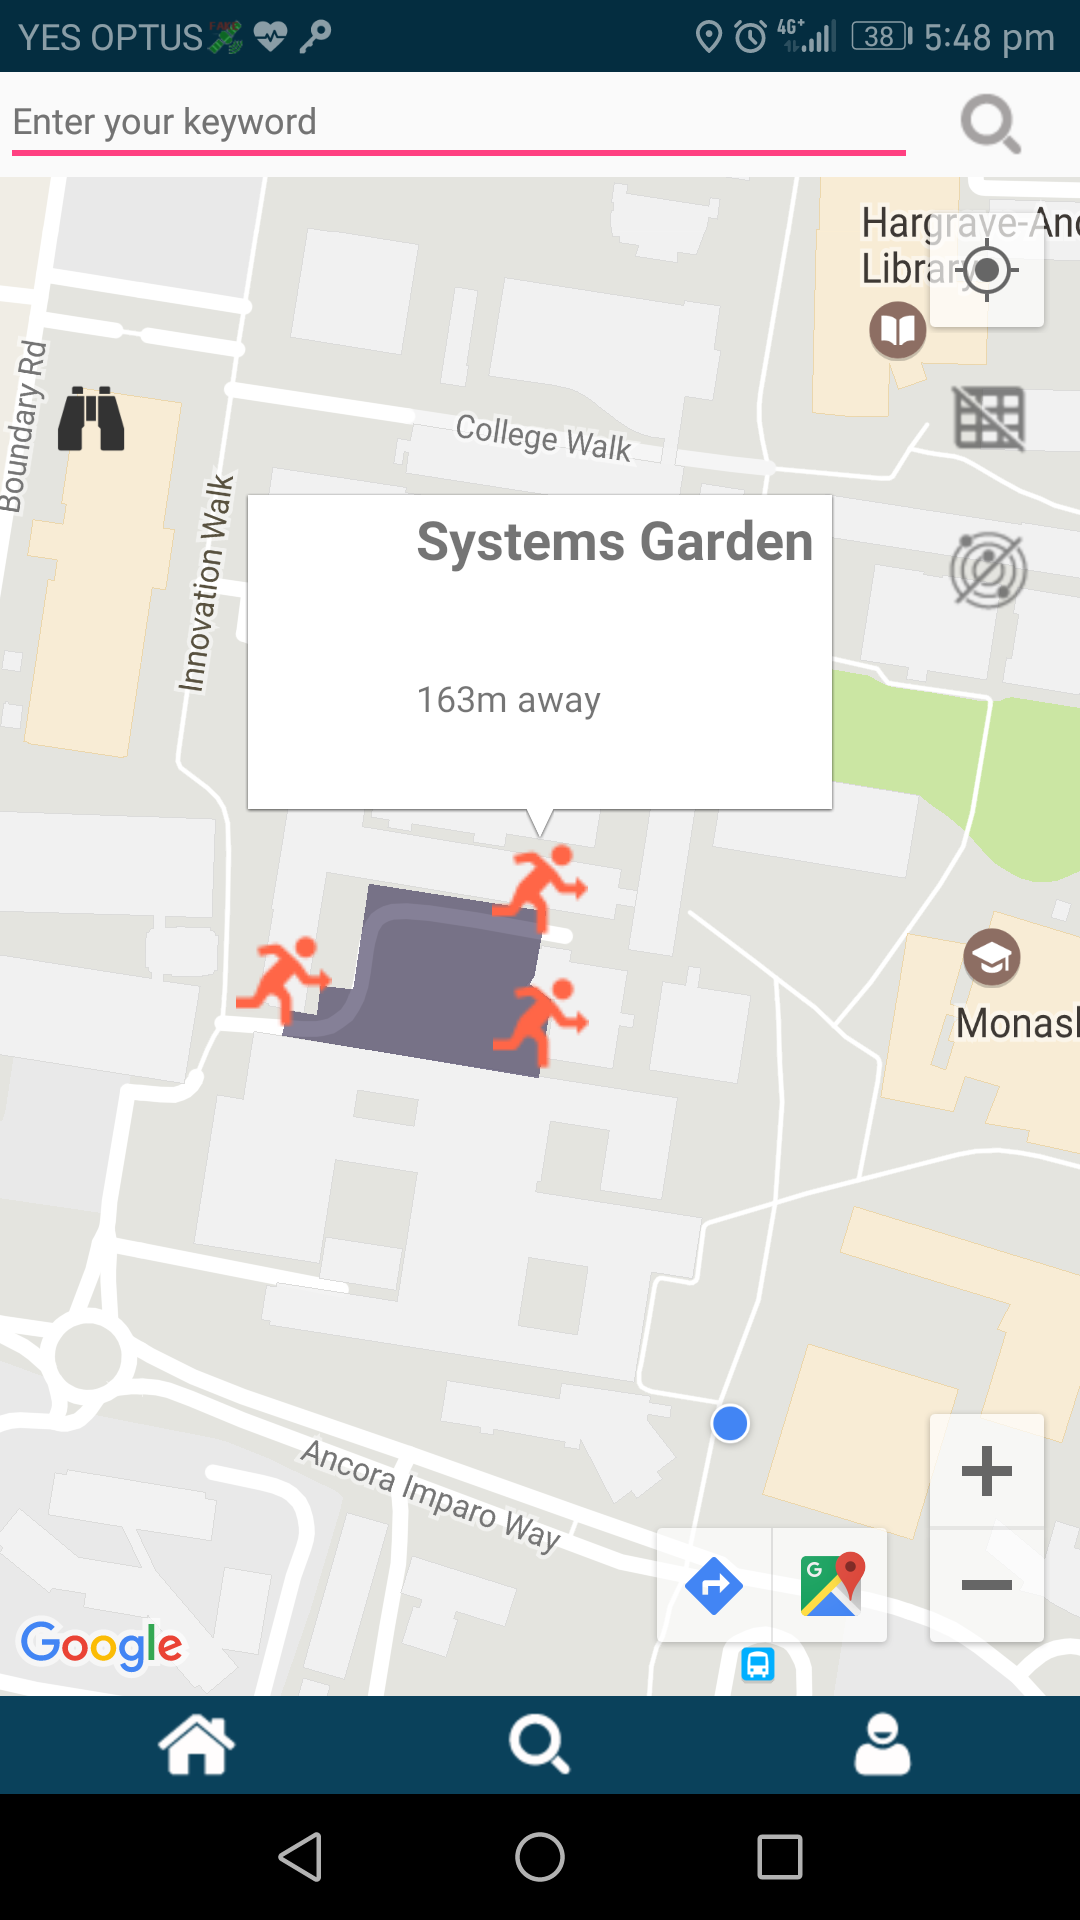 YES OPTUS
4G+
38
5:48 pm
Enter your keyword
Hargrave-And
Library
Boundary Rd
College Walk
Innovation Walk
Systems Garden
163m away
Monash
Ancora Imparo Way
G
Google